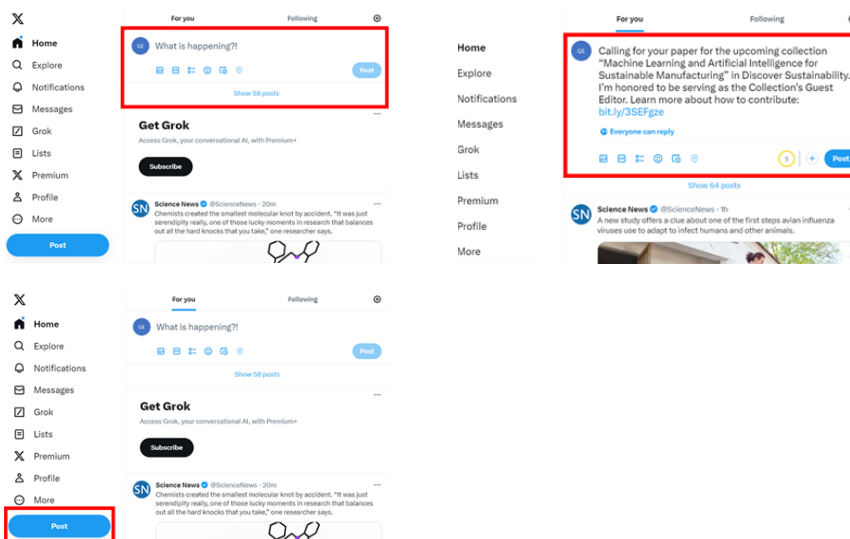 For you
Following
Home
Explore
Notifications
Messages
Grok
Lists
Premium
Profile
More
Post
GE
What is happening?!
Post
Show 58 posts
Get Grok
Access Grok, your conversational AI, with Premium+
Subscribe
SN
Science News @ScienceNews · 20m
Chemists created the smallest molecular knot by accident. “It was just
serendipity really, one of those lucky moments in research that balances
out all the hard knocks that you take,” one researcher says.
For you
Following
Home
Explore
Notifications
Messages
Grok
Lists
Premium
Profile
More
GE
Calling for your paper for the upcoming collection
“Machine Learning and Artificial Intelligence for
Sustainable Manufacturing” in Discover Sustainability.
I’m honored to be serving as the Collection’s Guest
Editor. Learn more about how to contribute:
bit.ly/3SEFgze
Everyone can reply
5
Post
Show 64 posts
SN
Science News @ScienceNews · 1h
A new study offers a clue about one of the first steps avian influenza
viruses use to adapt to infect humans and other animals.
For you
Following
Home
Explore
Notifications
Messages
Grok
Lists
Premium
Profile
More
Post
GE
What is happening?!
Post
Show 58 posts
Get Grok
Access Grok, your conversational AI, with Premium+
Subscribe
SN
Science News @ScienceNews · 20m
Chemists created the smallest molecular knot by accident. “It was just
serendipity really, one of those lucky moments in research that balances
out all the hard knocks that you take,” one researcher says.